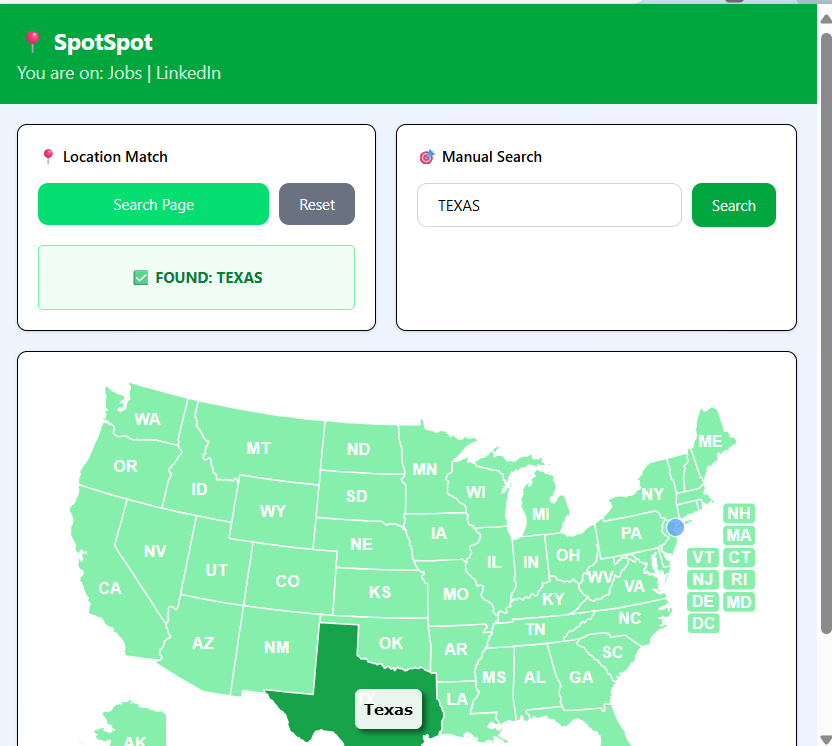 SpotSpot
You are on: Jobs | LinkedIn
Location Match
Manual Search
Search Page
Reset
TEXAS
Search
FOUND: TEXAS
WA
MT
ND
MN
ME
OR
ID
SD
WI
NY
WY
MI
NH
NE
IA
PA
MA
NV
UT
CO
IL
IN
OH
VT
CT
CA
KS
MO
WV
VA
NJ
RI
KY
DE
MD
AZ
NM
OK
TN
NC
DC
AR
SC
MS
AL
GA
LA
TX
Texas
AK